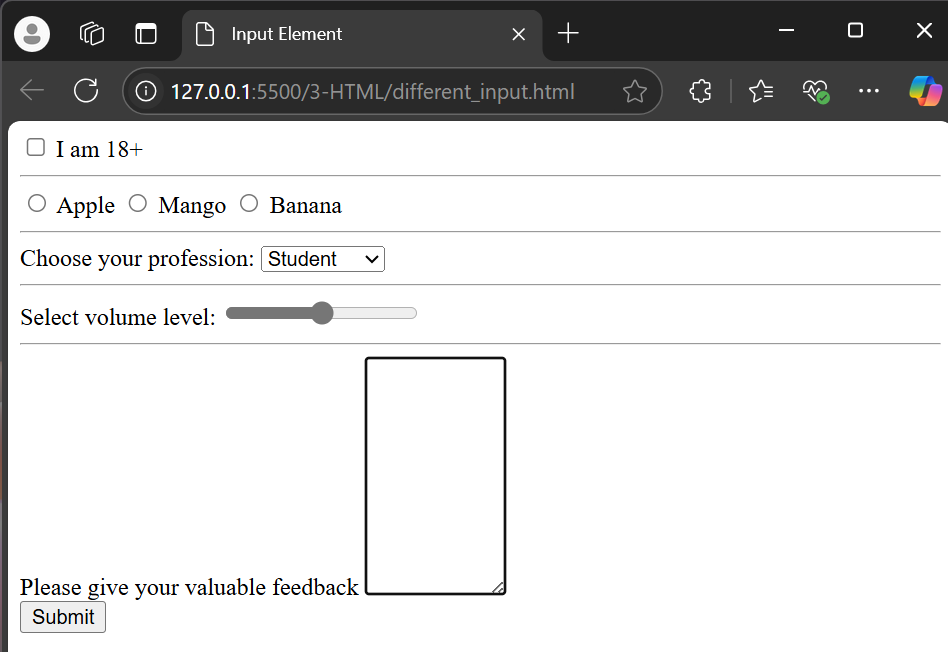 Input Element
127.0.0.1:5500/3-HTML/different_input.html
I am 18+
Apple Mango Banana
Choose your profession: Student
Select volume level:
Please give your valuable feedback
Submit